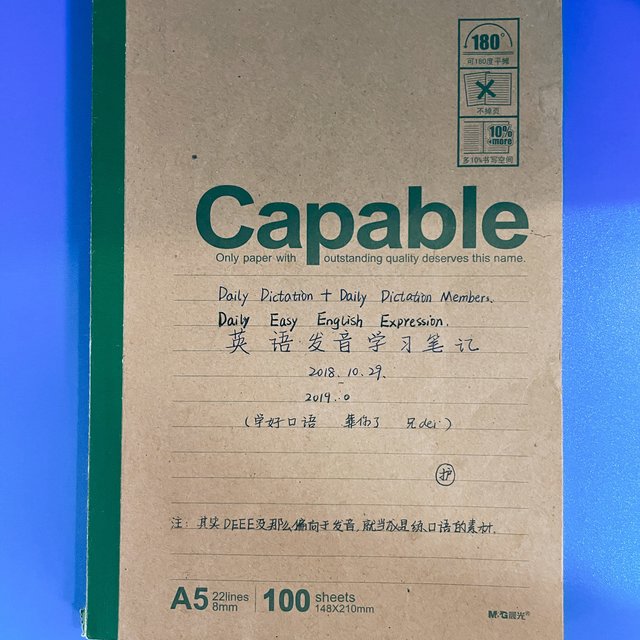 180°
可180度平摊
不掉页
10%
+more
多10%书写空间
Capable
Only paper with outstanding quality deserves this name.
Daily Dictation + Daily Dictation Members.
Daily Easy English Expression.
英语发音学习笔记
2018.10.29.
2019..0
(学好口语 靠你了 兄dei.)
护
注: 其实DEEE没那么偏向于发音,就当成是练口语的素材.
A5 22lines 8mm 100 sheets 148X210mm
M&G晨光®